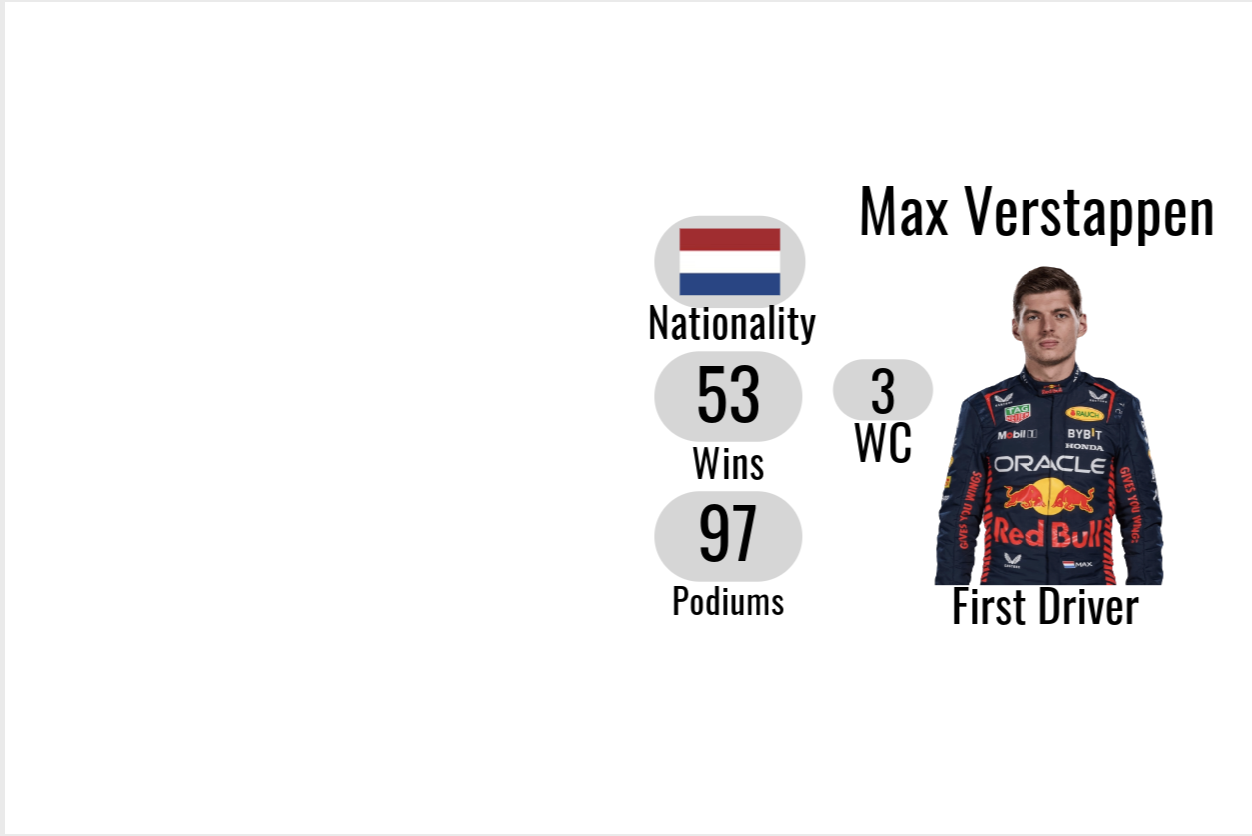 Max Verstappen
Nationality
53
Wins
3
WC
97
Podiums
TAG
HEUER
RAUCH
Mobil 1
BYBIT
HONDA
ORACLE
GIVES YOU WINGS
GIVES YOU WINGS
Red Bull
MAX
First Driver